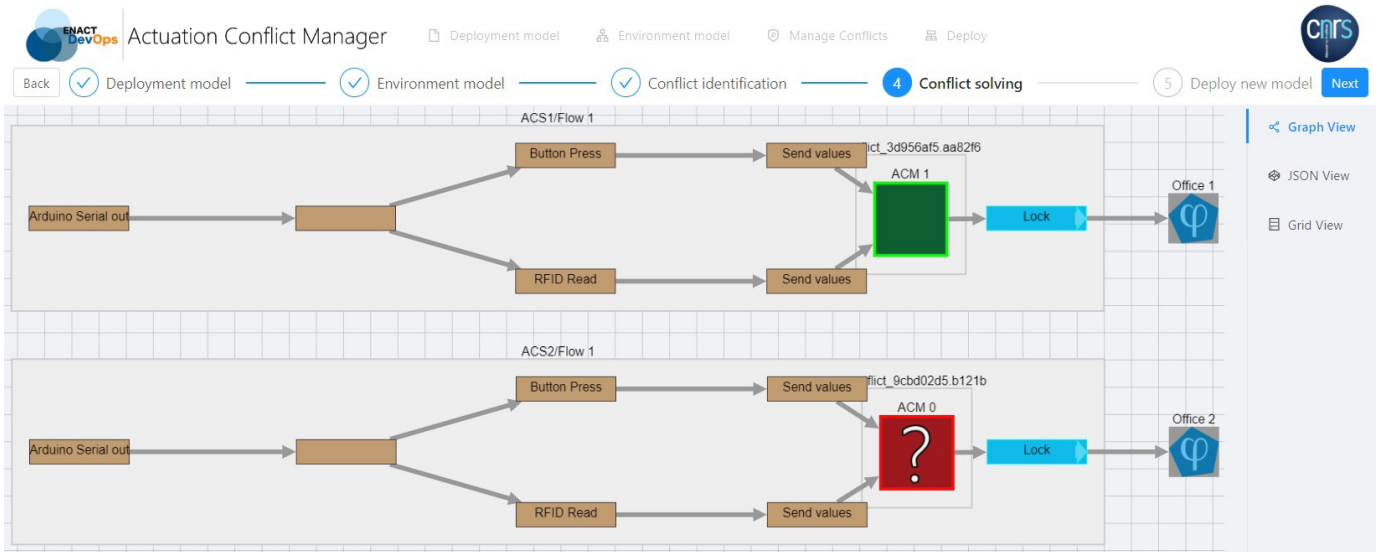 ENACT
DevOps
Actuation Conflict Manager
Deployment model
Environment model
Manage Conflicts
Deploy
cnrs
Back
Deployment model
Environment model
Conflict identification
4 Conflict solving
5 Deploy new model
Next
Graph View
JSON View
Grid View
ACS1/Flow 1
Button Press
Send values
ict_3d956af5.aa82f6
ACM 1
Office 1
Arduino Serial out
Lock
φ
RFID Read
Send values
ACS2/Flow 1
Button Press
Send values
flict_9cbd02d5.b121b
ACM 0
Office 2
?
Arduino Serial out
Lock
φ
RFID Read
Send values